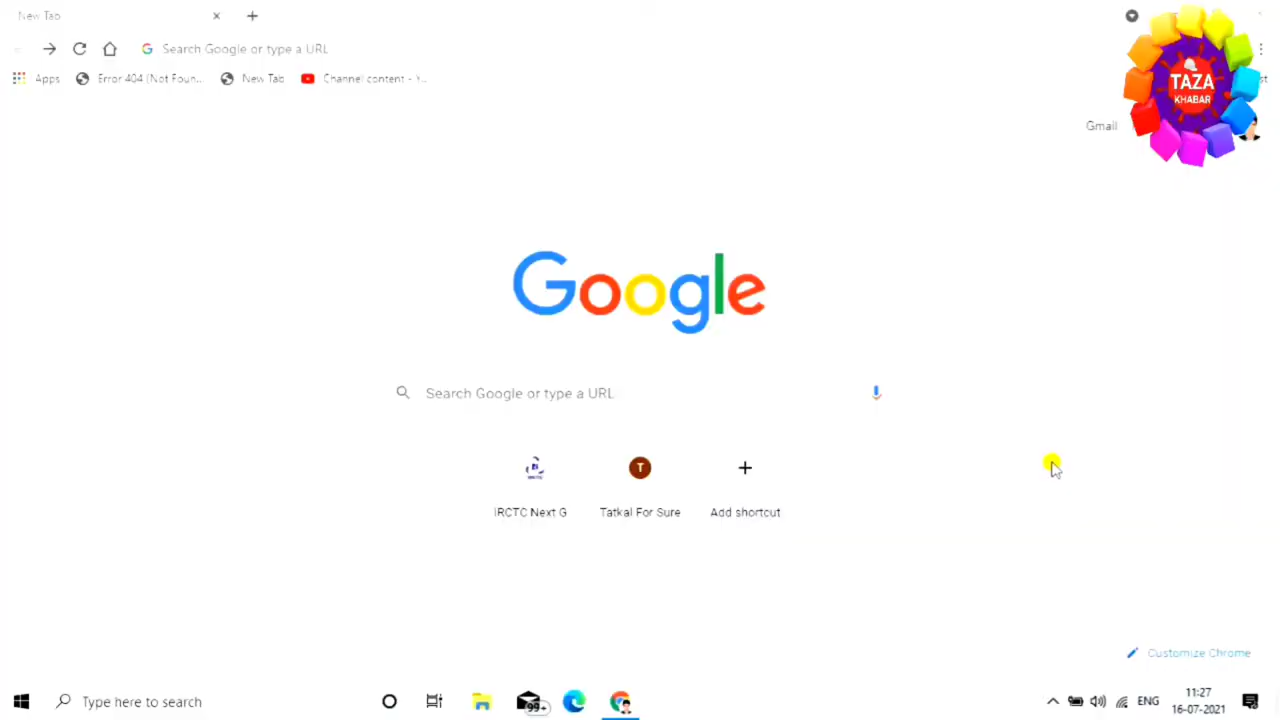 New Tab
Search Google or type a URL
Apps
Error 404 (Not Foun...
New Tab
Channel content - Y...
TAZA
KHABAR
Gmail
Google
Search Google or type a URL
T
IRCTC Next G
Tatkal For Sure
Add shortcut
Customize Chrome
Type here to search
99+
ENG
11:27
16-07-2021